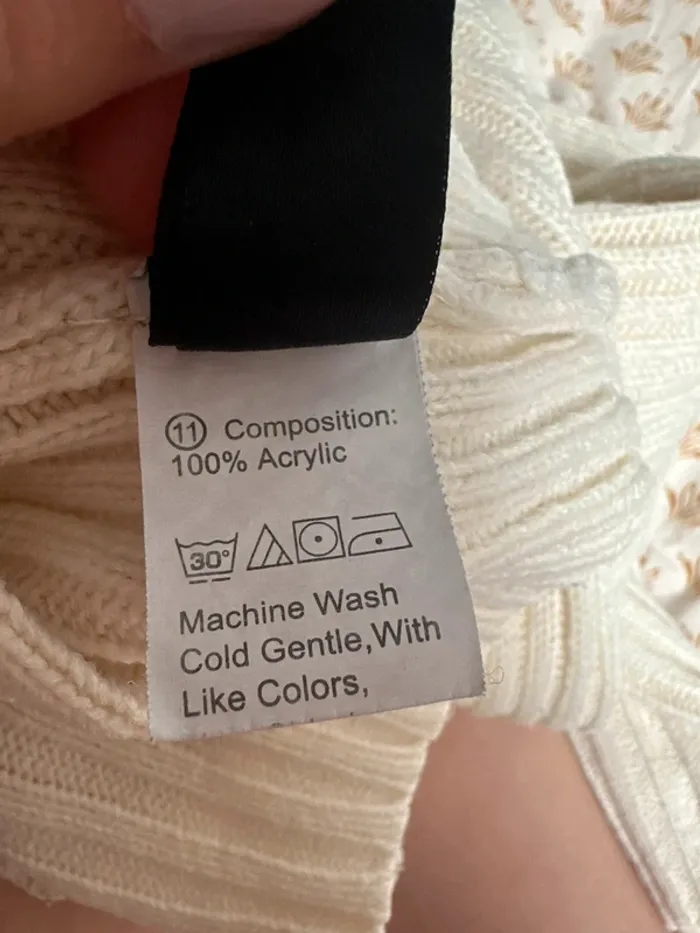 ⑪ Composition:
100% Acrylic
30°
Machine Wash
Cold Gentle,With
Like Colors,